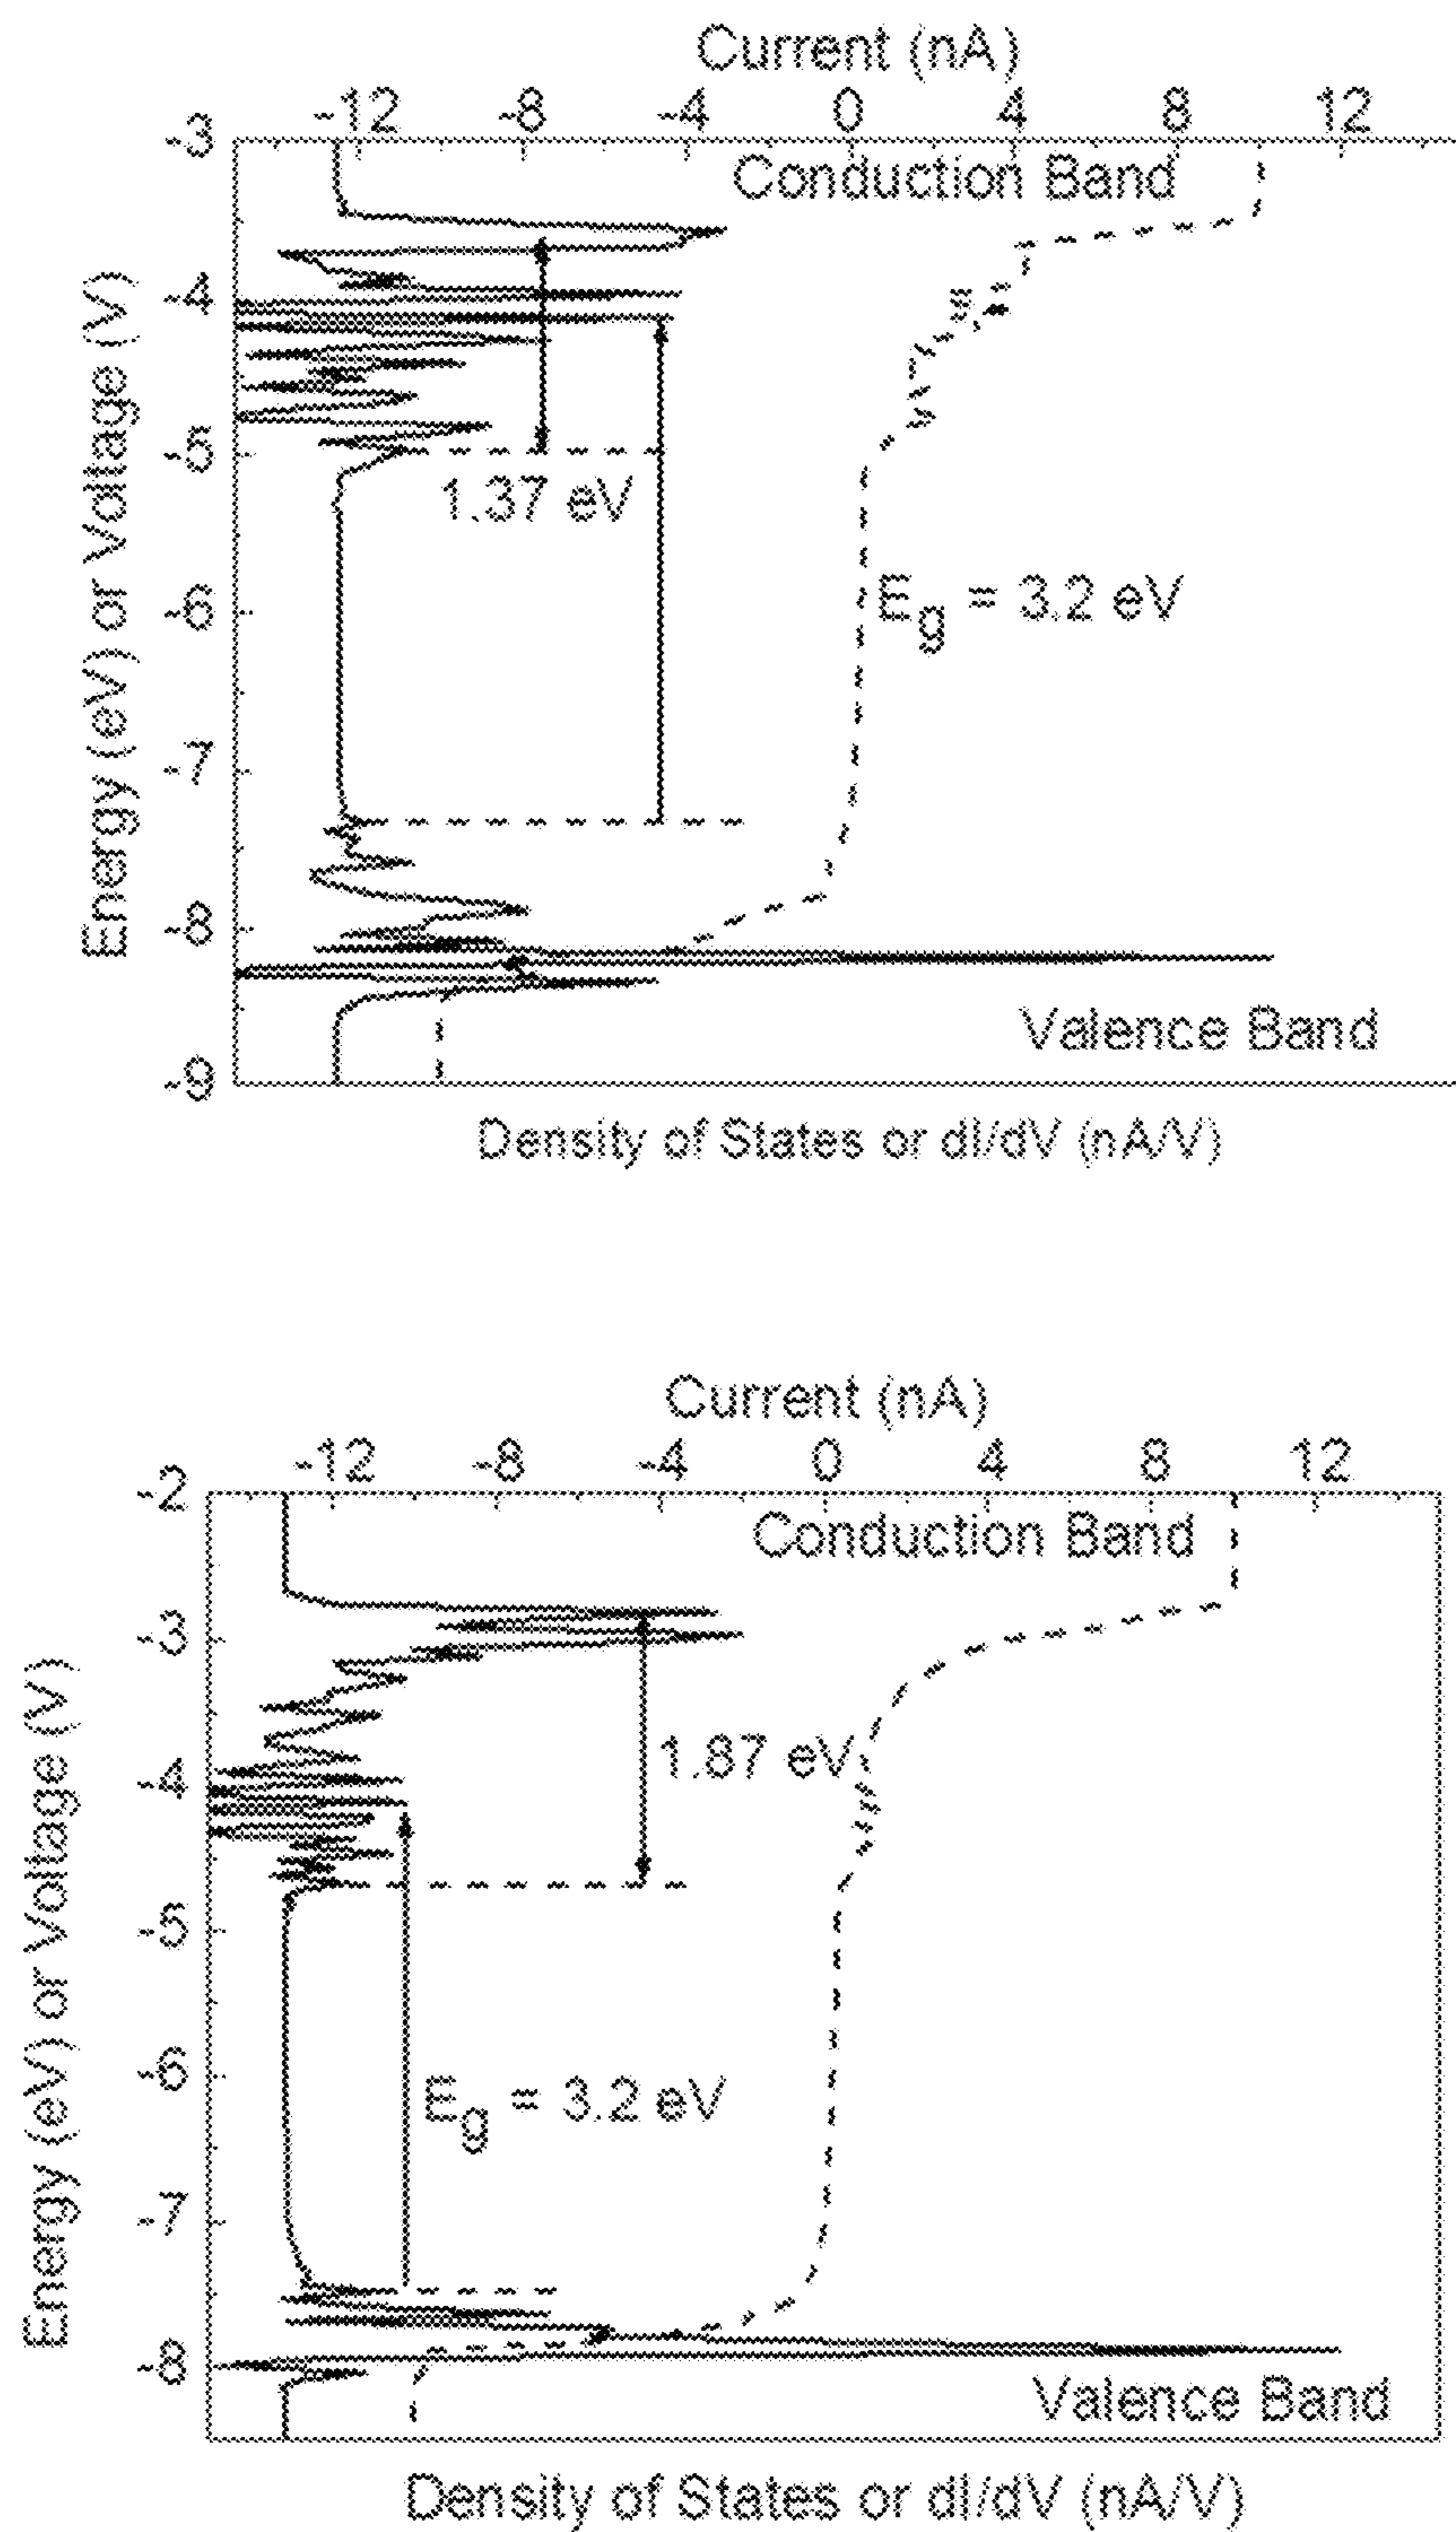 Current (nA)
-12 -8 -4 0 4 8 12
-3
Conduction Band
-4
-5
1.37 eV
-6
Eg = 3.2 eV
-7
-8
Valence Band
-9
Energy (eV) or Voltage (V)
Density of States or dI/dV (nA/V)
Current (nA)
-12 -8 -4 0 4 8 12
-2
Conduction Band
-3
1.87 eV
-4
-5
-6
Eg = 3.2 eV
-7
-8
Valence Band
Energy (eV) or Voltage (V)
Density of States or dI/dV (nA/V)